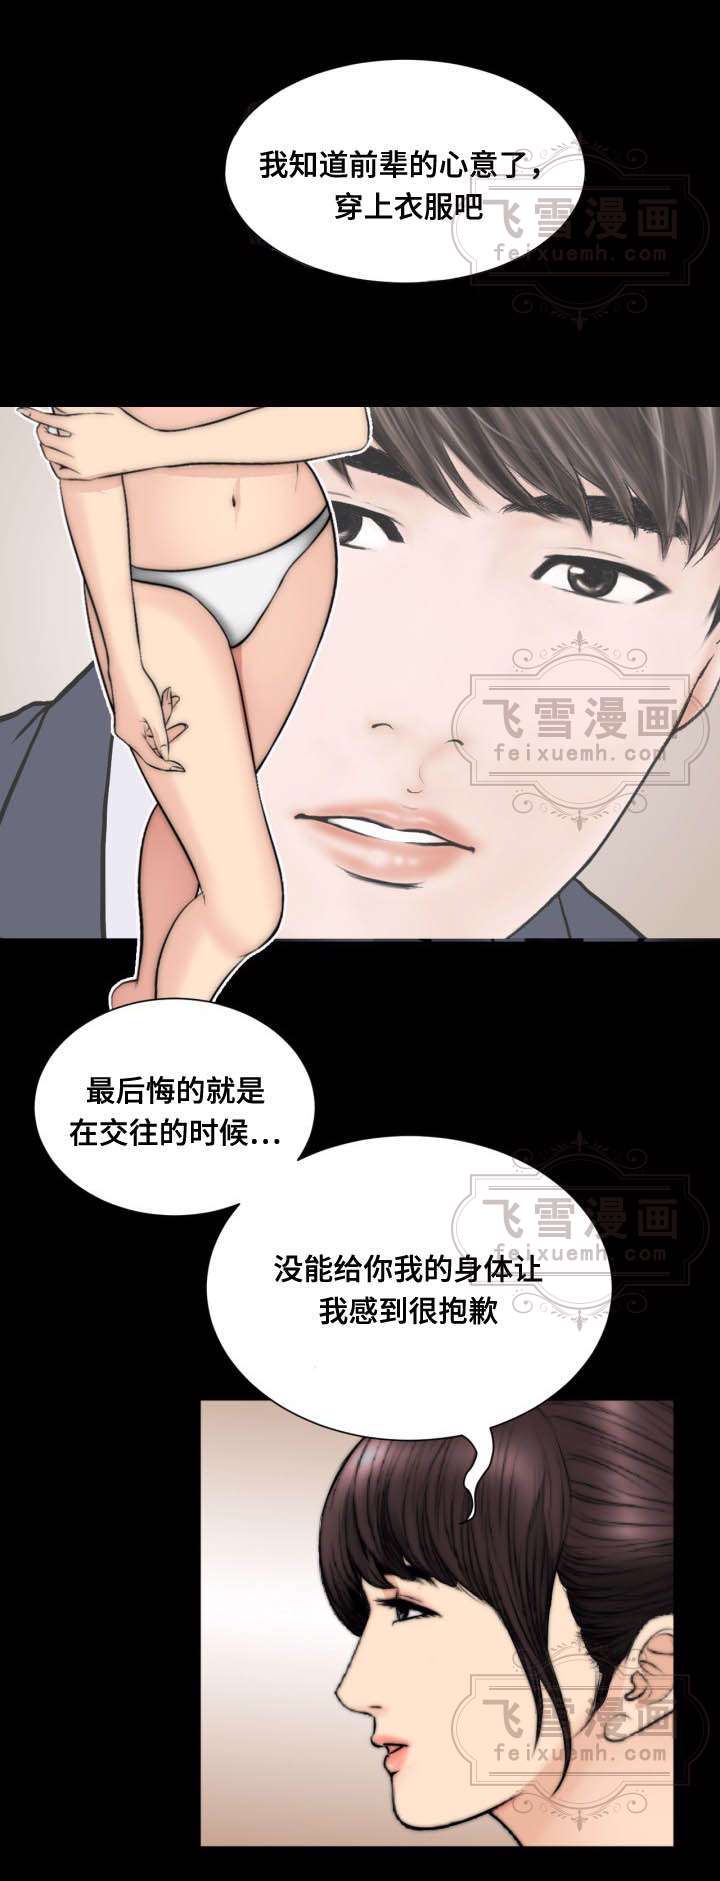 我知道前辈的心意了，
穿上衣服吧
飞雪漫画
feixuemh.com
飞雪漫画
feixuemh.com
最后悔的就是
在交往的时候...
飞雪漫画
feixuemh.com
没能给你我的身体让
我感到很抱歉
飞雪漫画
feixuemh.com